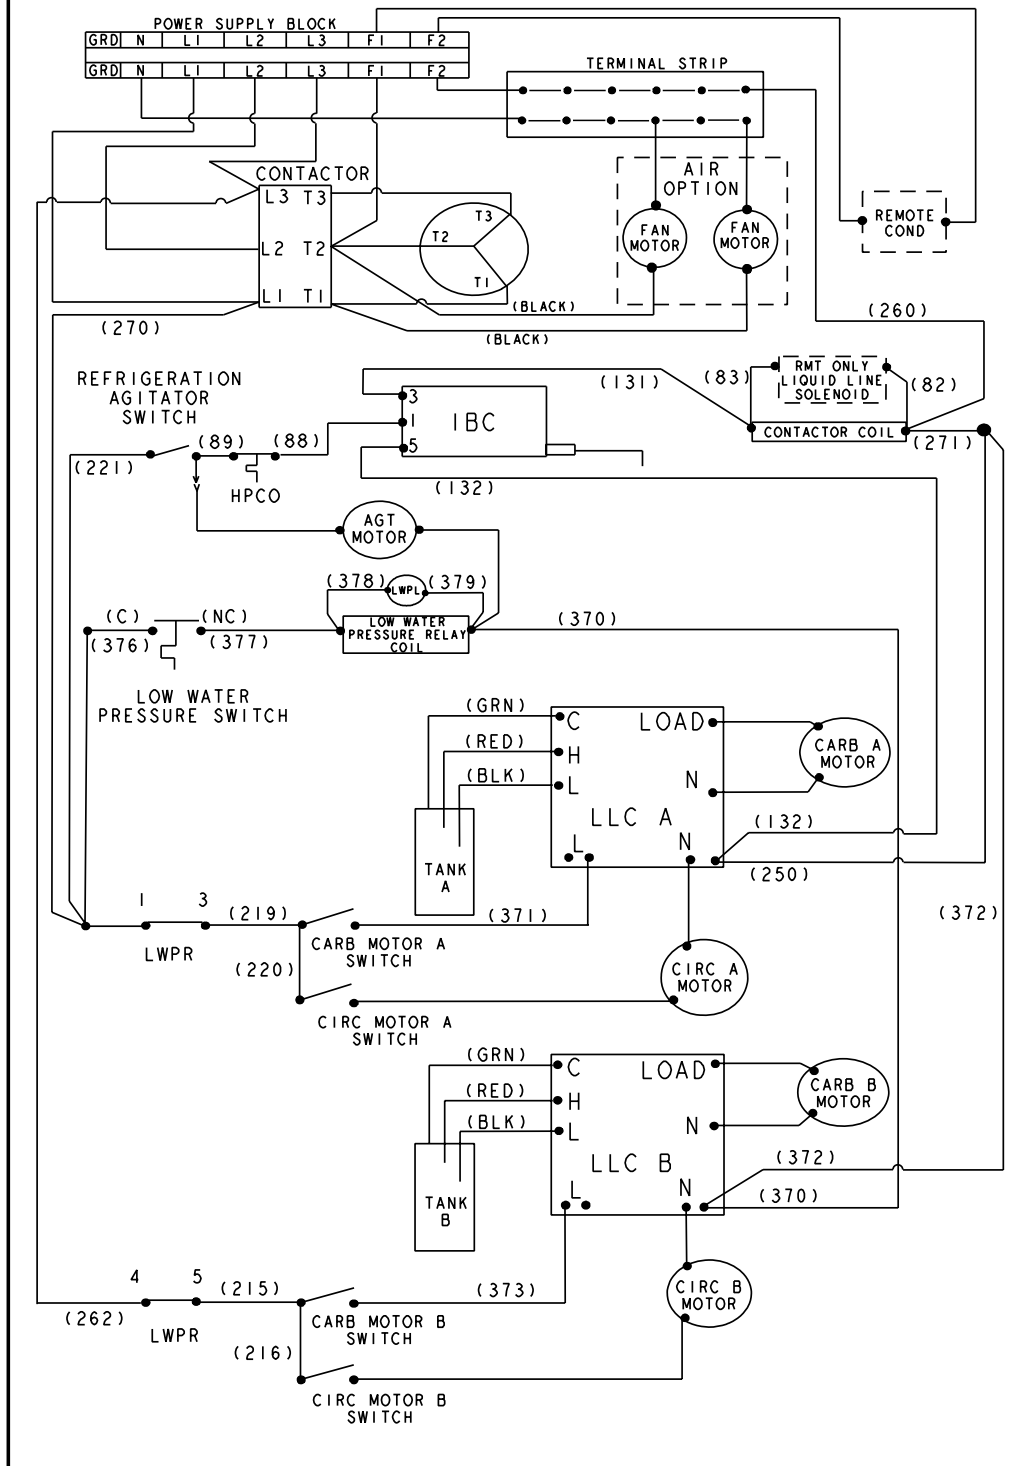 POWER SUPPLY BLOCK
GRD N L1 L2 L3 F1 F2
GRD N L1 L2 L3 F1 F2
TERMINAL STRIP
AIR
OPTION
CONTACTOR
L3 T3
L2 T2
L1 T1
T3
T2
T1
FAN
MOTOR
FAN
MOTOR
REMOTE
COND
(BLACK)
(BLACK)
(270)
(260)
REFRIGERATION
AGITATOR
SWITCH
(131)
(83)
RMT ONLY
LIQUID LINE
SOLENOID
(82)
3
1
5
IBC
CONTACTOR COIL
(271)
(221)
(89)
(88)
HPCO
(132)
AGT
MOTOR
(378)
LWPL
(379)
(C)
(NC)
(376)
(377)
LOW WATER
PRESSURE RELAY
COIL
(370)
LOW WATER
PRESSURE SWITCH
(GRN)
(RED)
(BLK)
C
H
L
LOAD
N
LLC A
L
N
CARB A
MOTOR
TANK
A
(132)
(250)
(372)
1 3
LWPR
(219)
(371)
CARB MOTOR A
SWITCH
(220)
CIRC A
MOTOR
CIRC MOTOR A
SWITCH
(GRN)
(RED)
(BLK)
C
H
L
LOAD
N
LLC B
L
N
CARB B
MOTOR
TANK
B
(372)
(370)
4 5
(262)
LWPR
(215)
(373)
CARB MOTOR B
SWITCH
(216)
CIRC B
MOTOR
CIRC MOTOR B
SWITCH